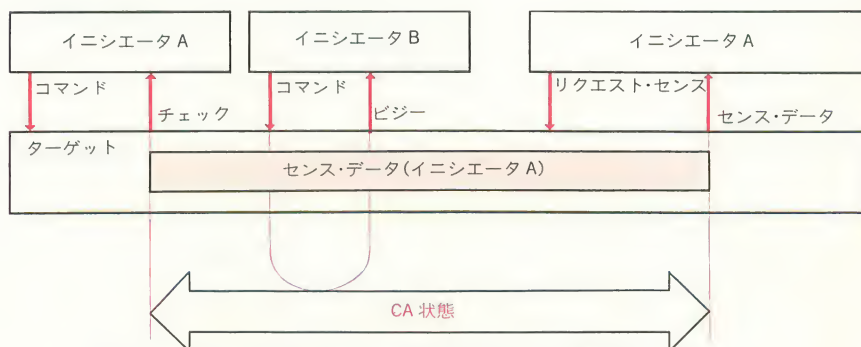 イニシエータ A
イニシエータ B
イニシエータ A
コマンド
チェック
コマンド
ビジー
リクエスト・センス
センス・データ
ターゲット
センス・データ(イニシエータ A)
CA 状態